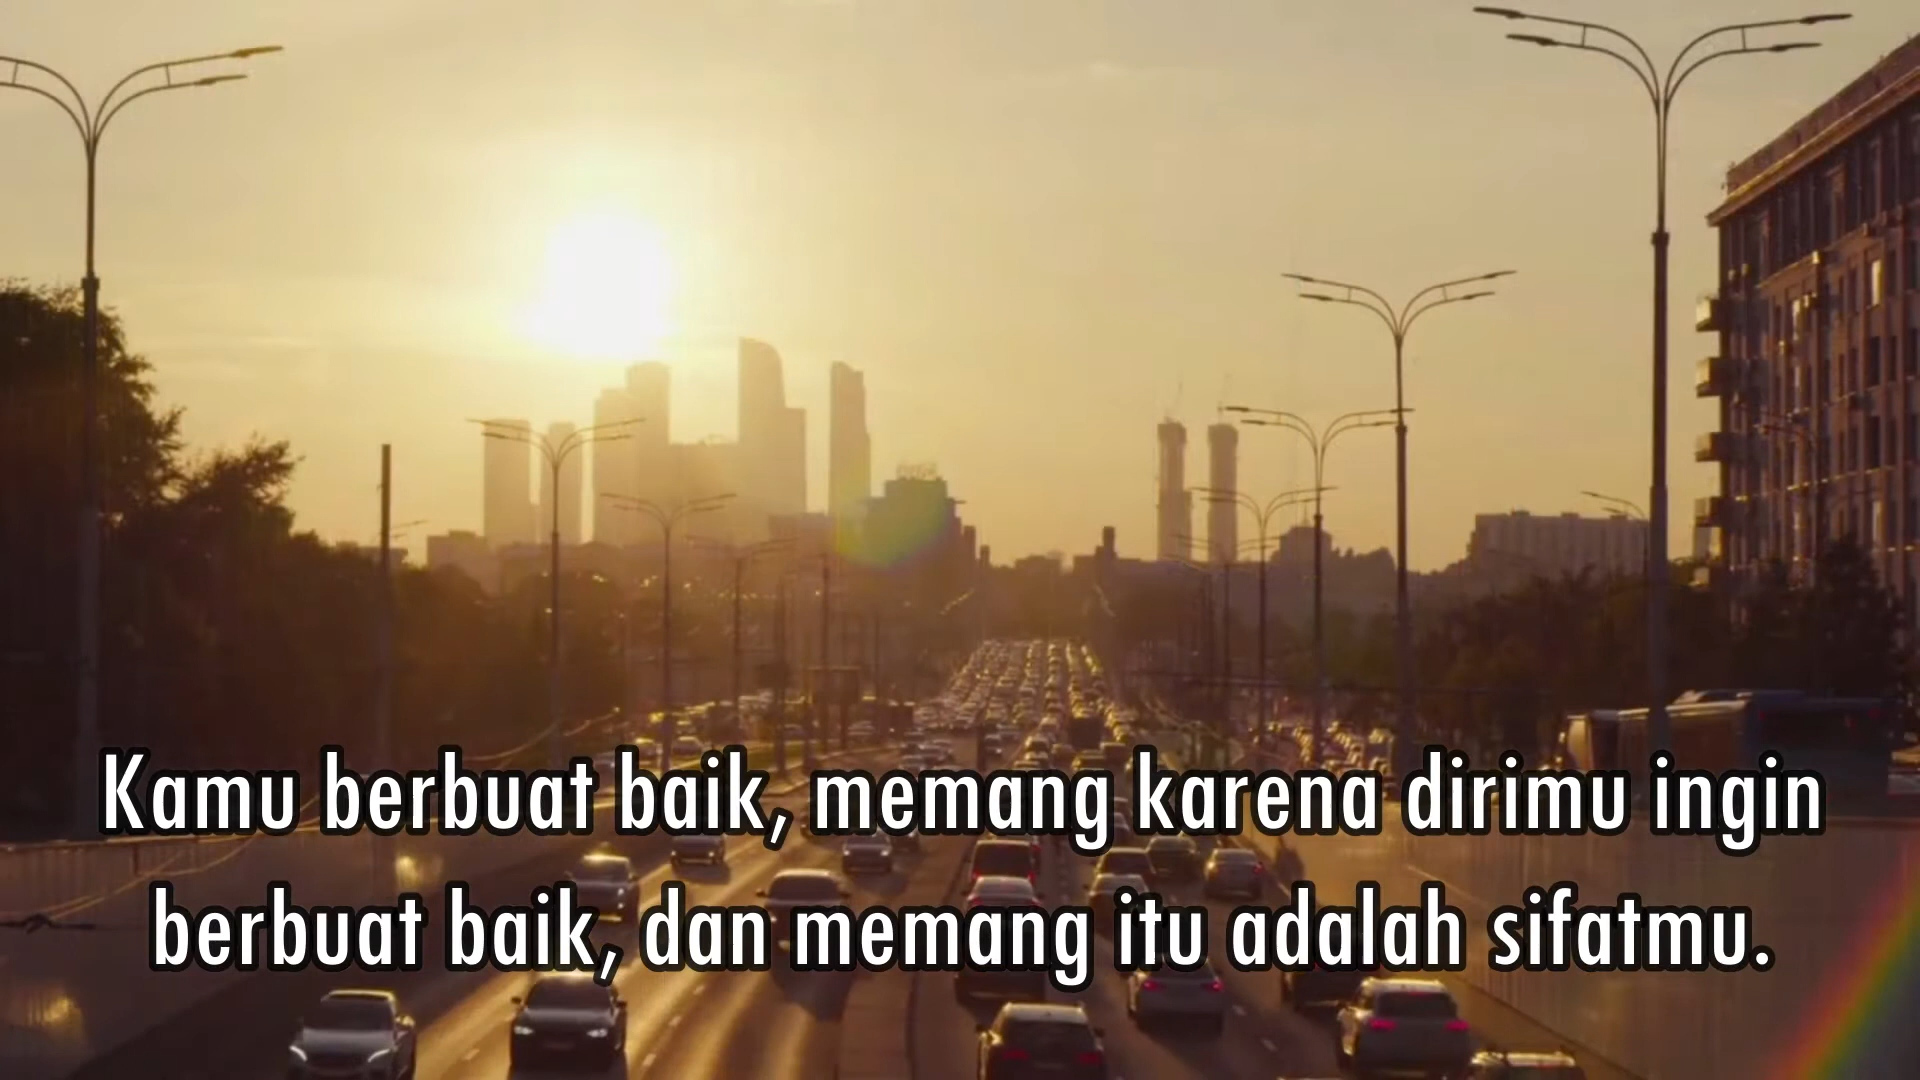 Kamu berbuat baik, memang karena dirimu ingin
berbuat baik, dan memang itu adalah sifatmu.